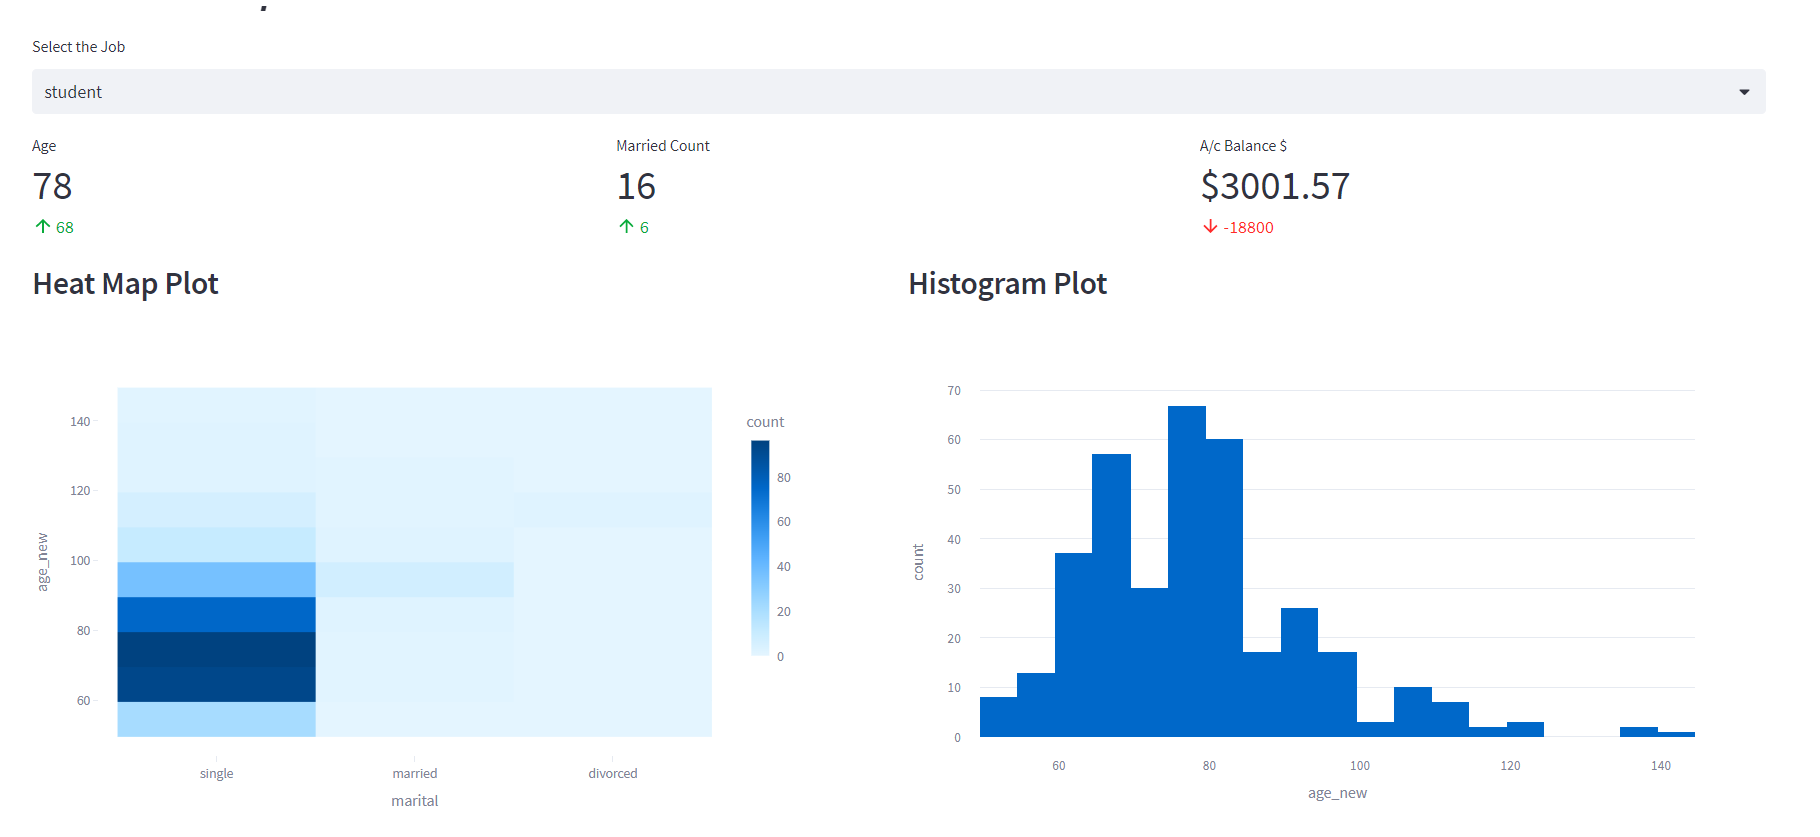 Select the Job
student
Age
Married Count
A/c Balance $
78
16
$3001.57
68
6
-18800
Heat Map Plot
Histogram Plot
140
120
100
80
60
age_new
single
married
divorced
marital
count
80
60
40
20
0
70
60
50
40
30
20
10
0
count
60
80
100
120
140
age_new